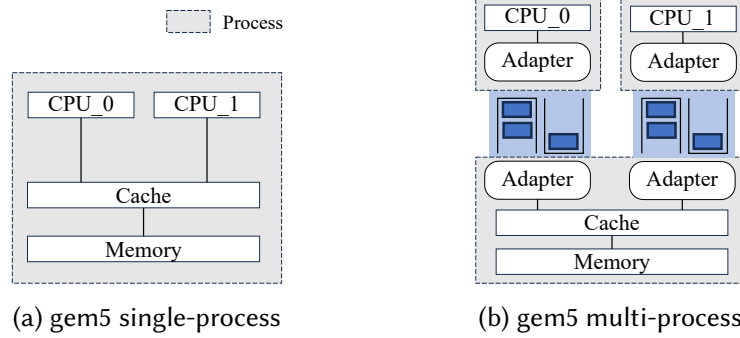 Process
CPU_0
CPU_1
Cache
Memory
(a) gem5 single-process
CPU_0
CPU_1
Adapter
Adapter
Adapter
Adapter
Cache
Memory
(b) gem5 multi-process